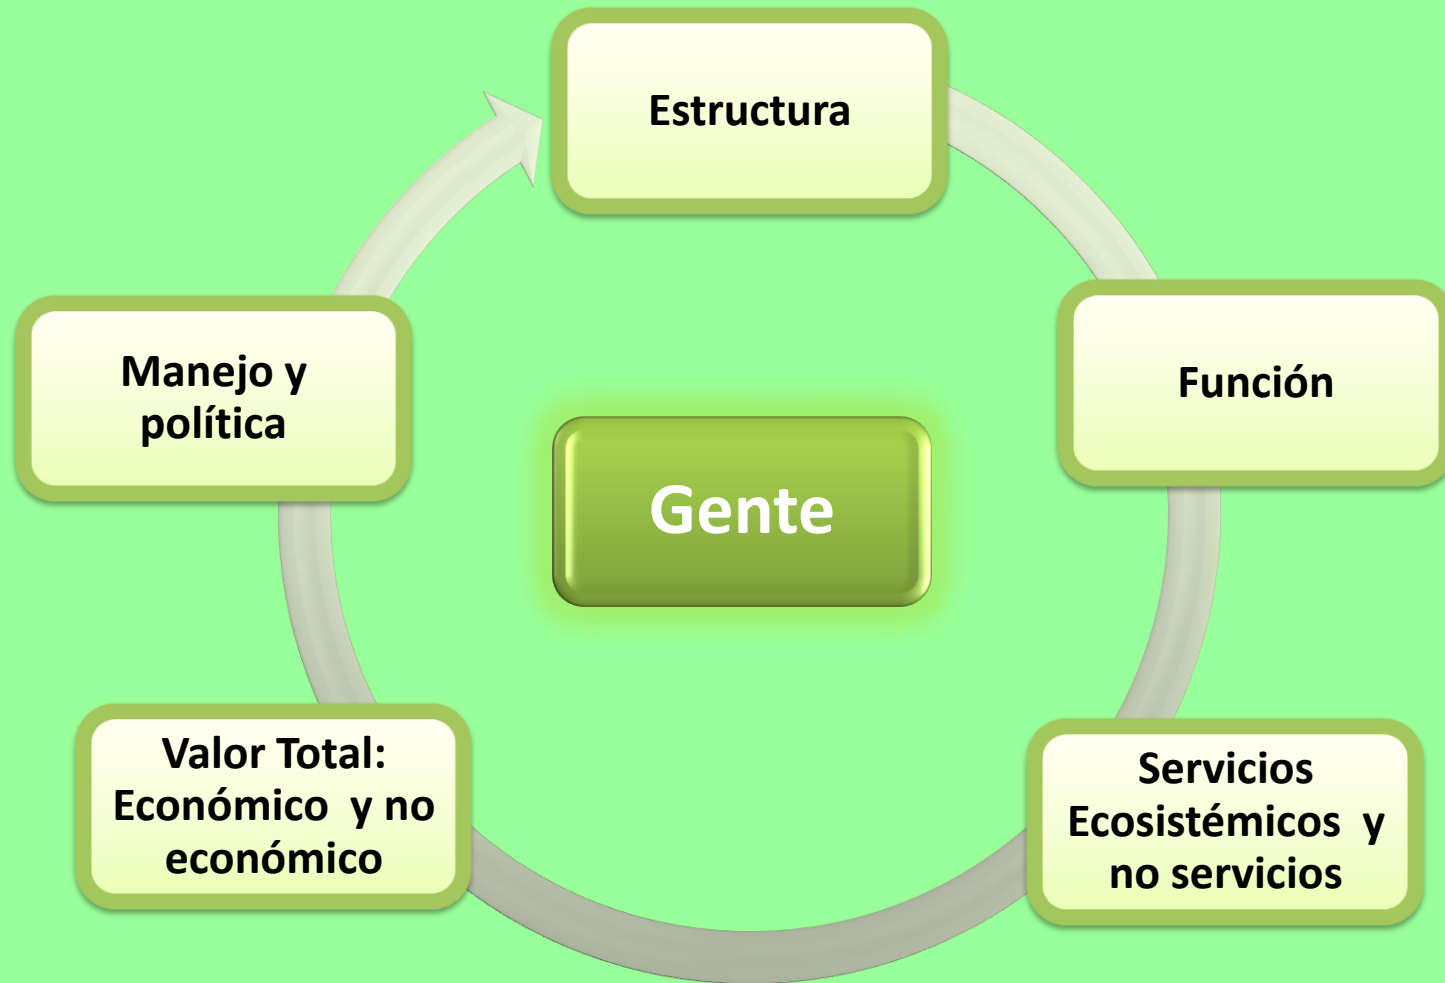 Estructura
Función
Servicios
Ecosistémicos  y
no servicios
Valor Total:
Económico  y no
económico
Manejo y
política
Gente